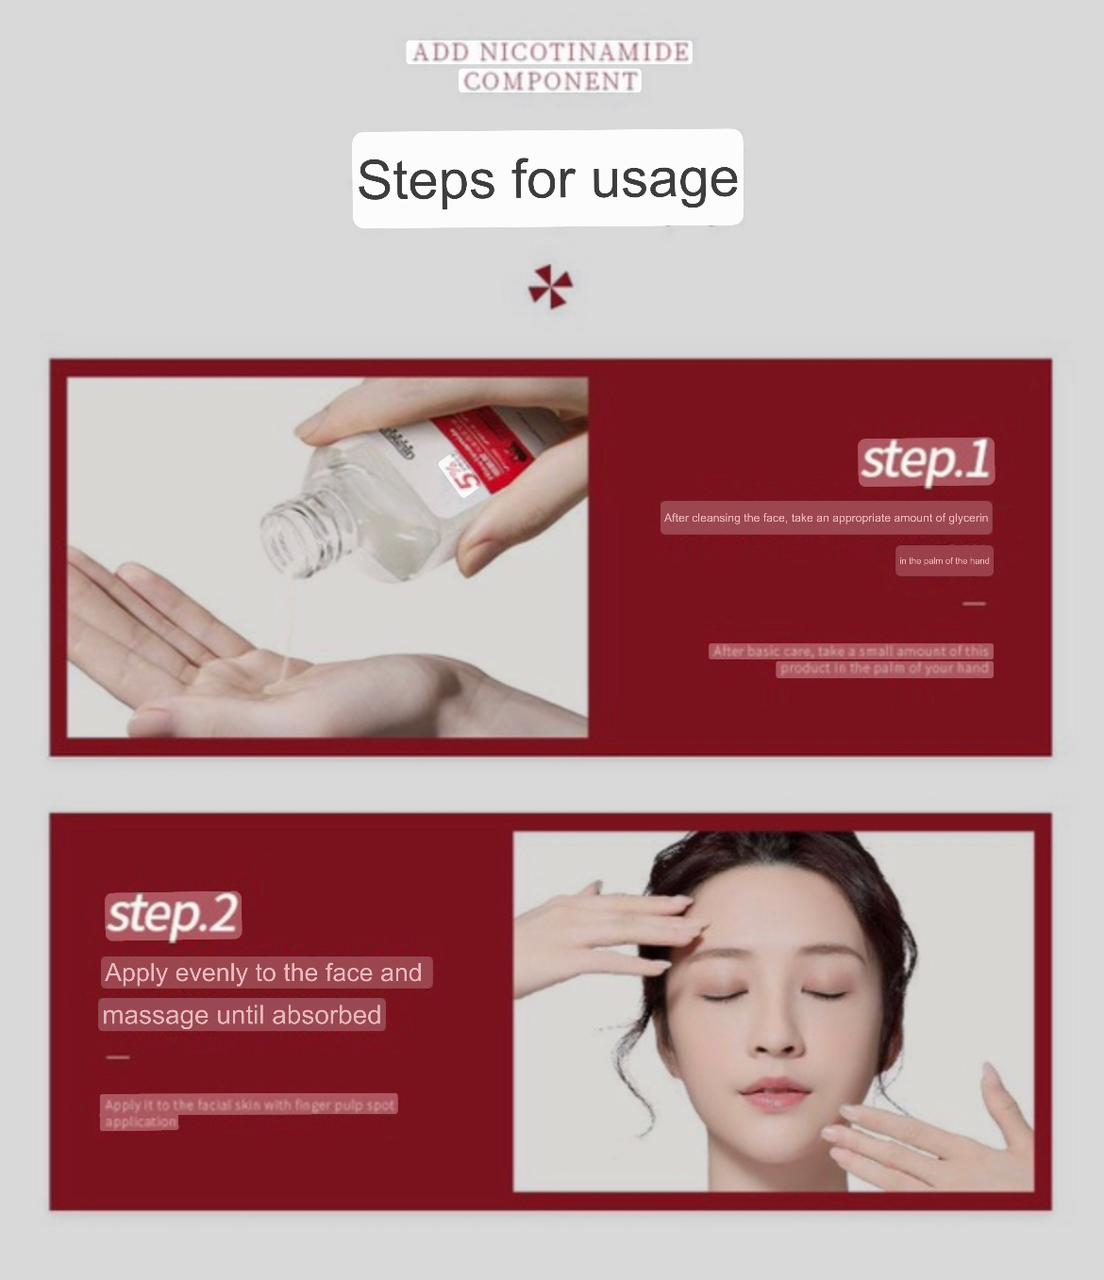 ADD NICOTINAMIDE
COMPONENT
Steps for usage
5%
step.1
After cleansing the face, take an appropriate amount of glycerin
in the palm of the hand
After basic care, take a small amount of this
product in the palm of your hand
step.2
Apply evenly to the face and
massage until absorbed
Apply it to the facial skin with finger pulp spot
application